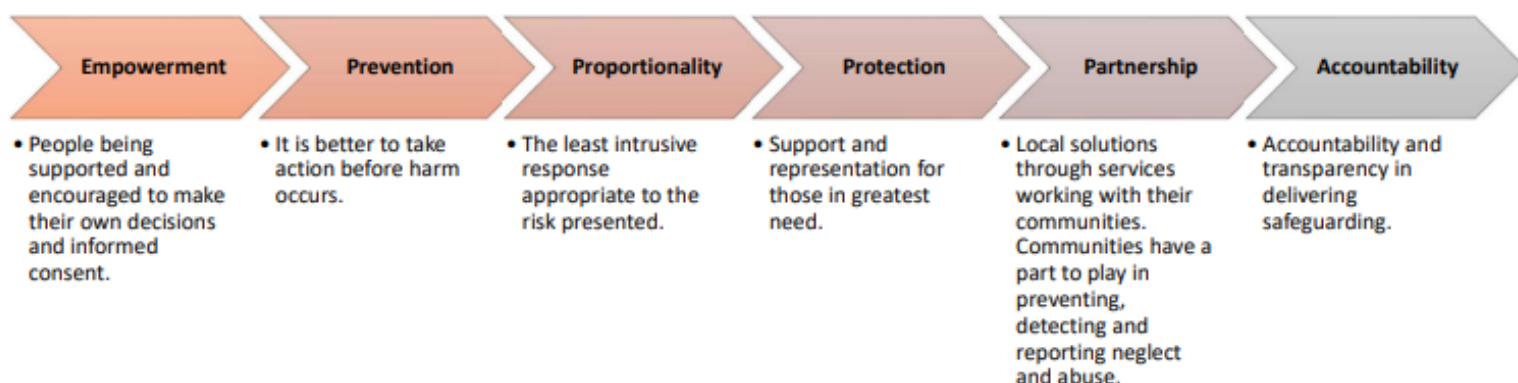 Empowerment
• People being
supported and
encouraged to make
their own decisions
and informed
consent.
Prevention
• It is better to take
action before harm
occurs.
Proportionality
• The least intrusive
response
appropriate to the
risk presented.
Protection
• Support and
representation for
those in greatest
need.
Partnership
• Local solutions
through services
working with their
communities.
Communities have a
part to play in
preventing,
detecting and
reporting neglect
and abuse.
Accountability
• Accountability and
transparency in
delivering
safeguarding.